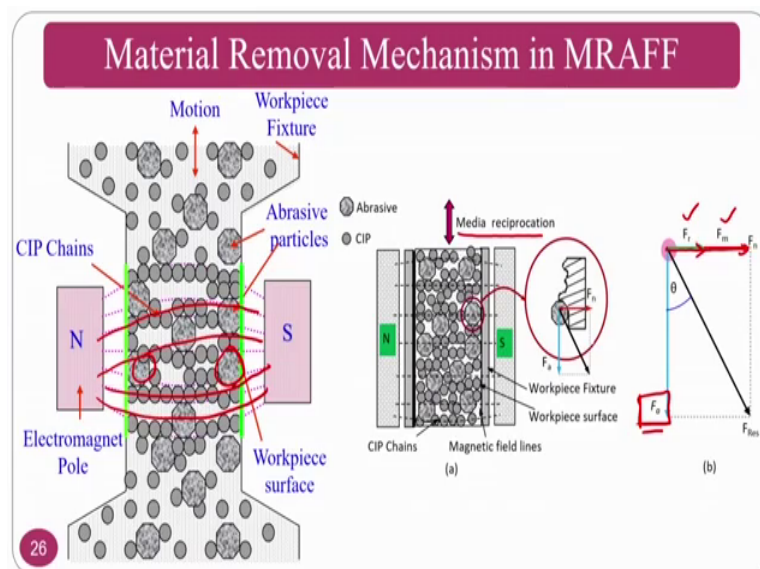 Material Removal Mechanism in MRAFF
Motion
Workpiece
Fixture
Abrasive
particles
CIP Chains
N
S
Electromagnet
Pole
Workpiece
surface
Abrasive
CIP
Media reciprocation
N
S
Fn
Fa
Workpiece Fixture
Workpiece surface
CIP Chains
Magnetic field lines
(a)
Fr
Fm
Fn
θ
Fa
FRes
(b)
26